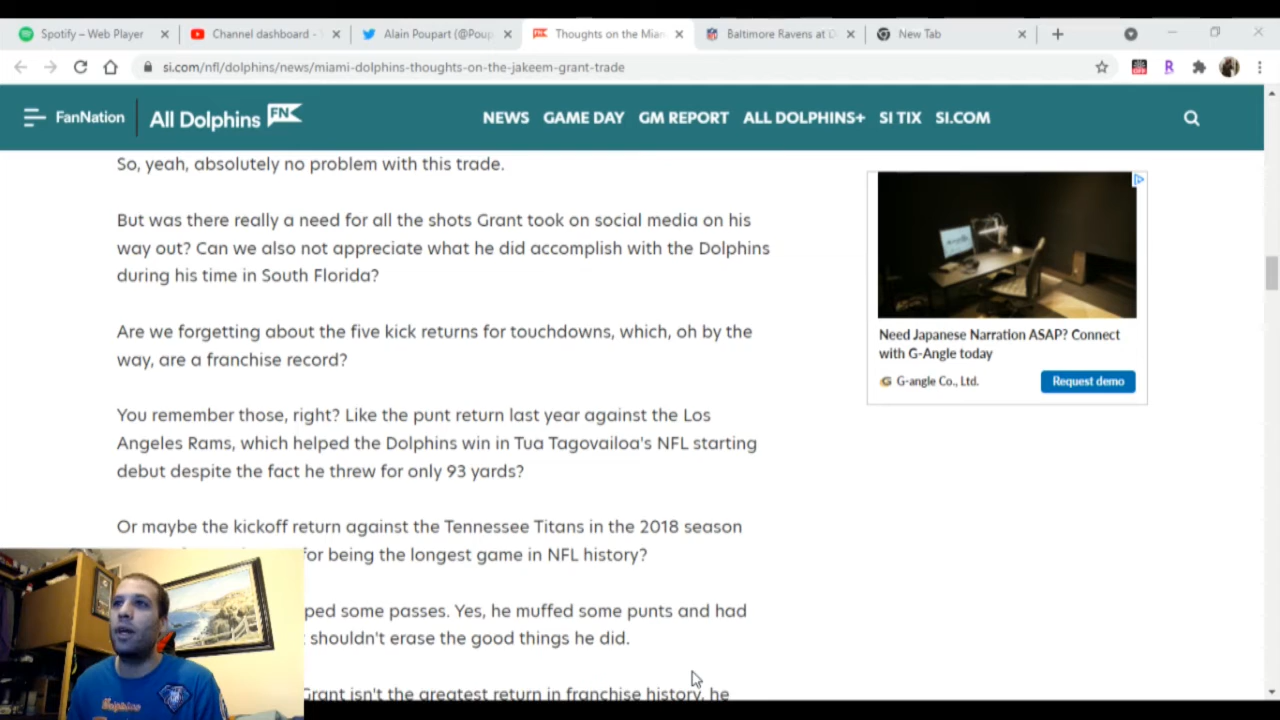 Spotify – Web Player
Channel dashboard -
Alain Poupart (@Poup
Thoughts on the Mian
Baltimore Ravens at D
New Tab
si.com/nfl/dolphins/news/miami-dolphins-thoughts-on-the-jakeem-grant-trade
OFF
R
FanNation
All Dolphins FN
NEWS GAME DAY GM REPORT ALL DOLPHINS+ SI TIX SI.COM
So, yeah, absolutely no problem with this trade.
But was there really a need for all the shots Grant took on social media on his
way out? Can we also not appreciate what he did accomplish with the Dolphins
during his time in South Florida?
Are we forgetting about the five kick returns for touchdowns, which, oh by the
way, are a franchise record?
You remember those, right? Like the punt return last year against the Los
Angeles Rams, which helped the Dolphins win in Tua Tagovailoa's NFL starting
debut despite the fact he threw for only 93 yards?
Or maybe the kickoff return against the Tennessee Titans in the 2018 season
for being the longest game in NFL history?
ped some passes. Yes, he muffed some punts and had
shouldn't erase the good things he did.
Grant isn't the greatest return in franchise history, he
Need Japanese Narration ASAP? Connect
with G-Angle today
G-angle Co., Ltd.
Request demo